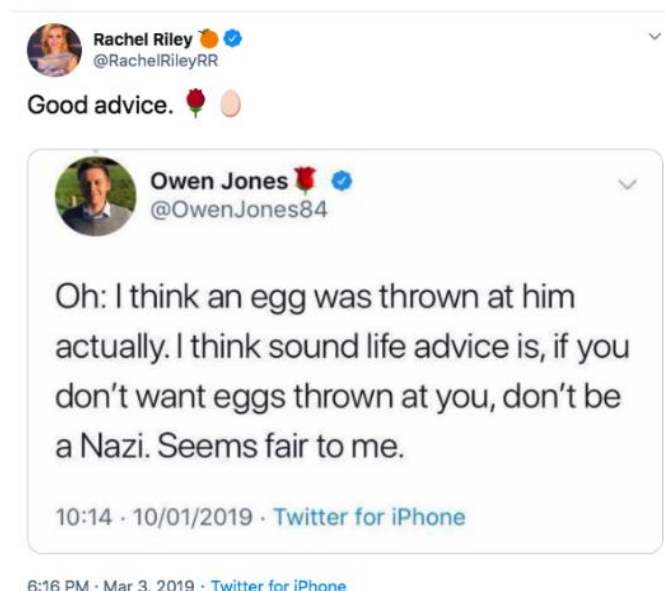 Rachel Riley
@RachelRileyRR
Good advice.
Owen Jones
@OwenJones84
Oh: I think an egg was thrown at him
actually. I think sound life advice is, if you
don't want eggs thrown at you, don't be
a Nazi. Seems fair to me.
10:14 · 10/01/2019 · Twitter for iPhone
6:16 PM · Mar 3, 2019 · Twitter for iPhone